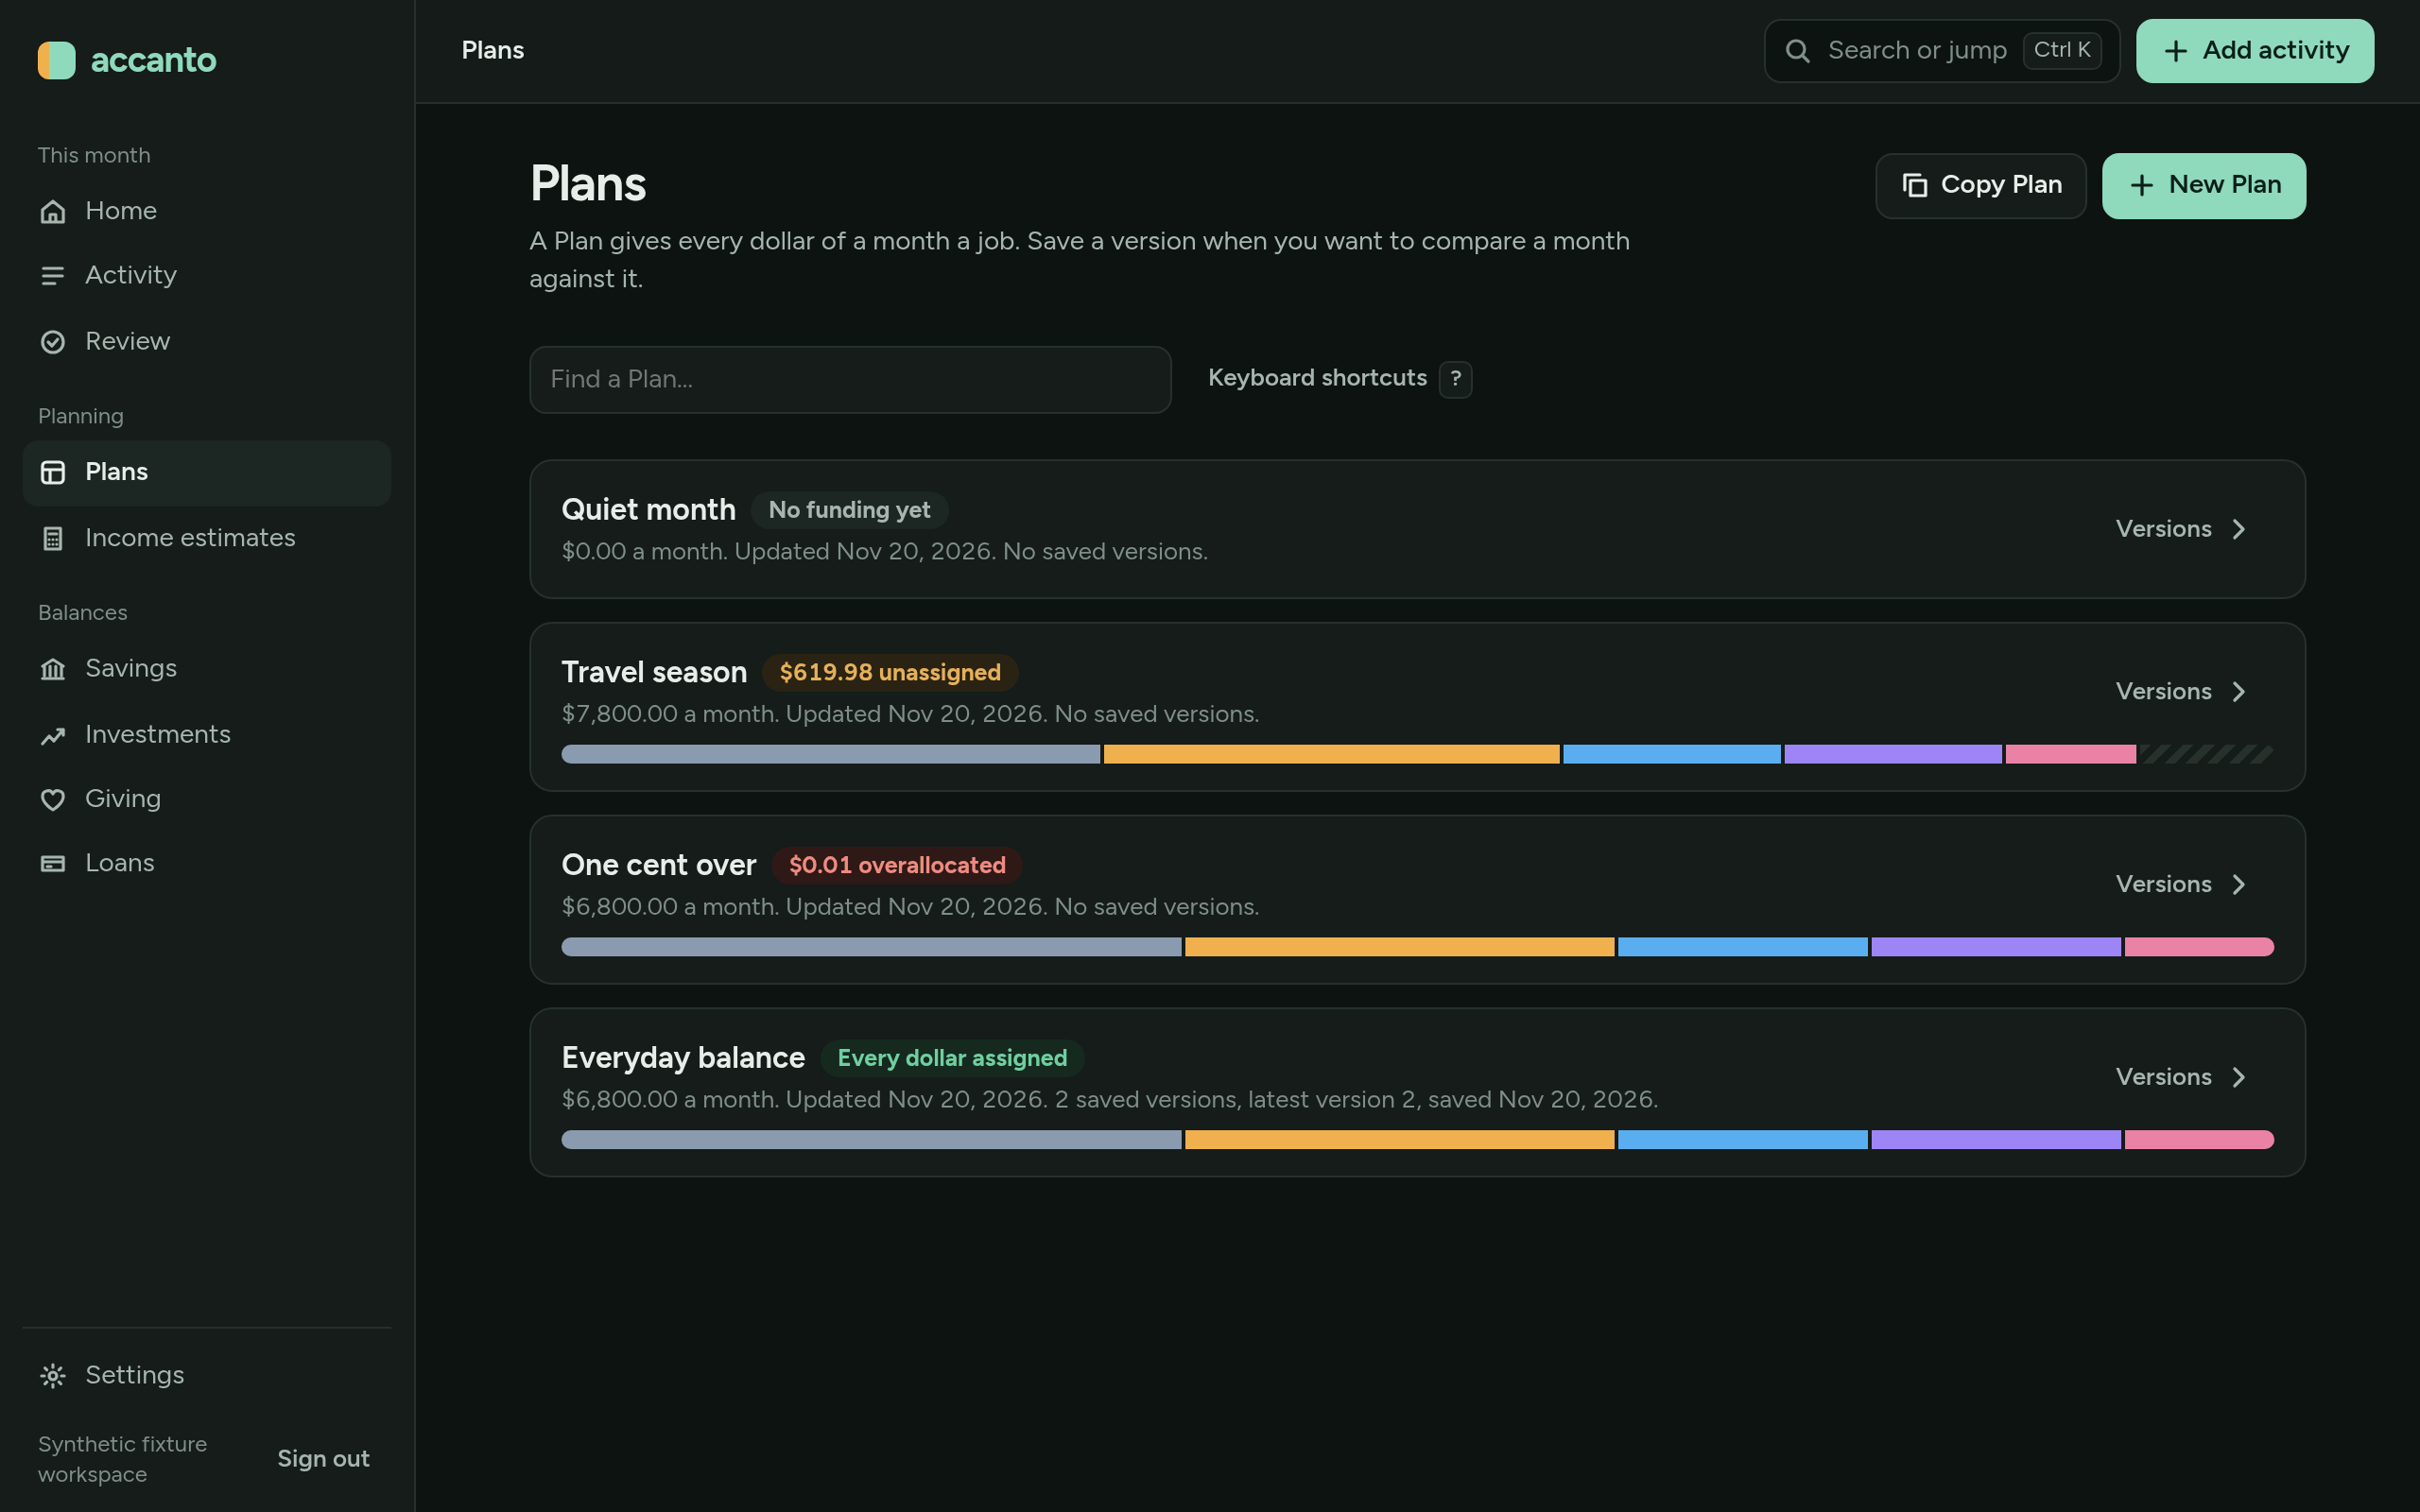 accanto
This month
Home
Activity
Review
Planning
Plans
Income estimates
Balances
Savings
Investments
Giving
Loans
Settings
Synthetic fixture
workspace
Sign out
Plans
Search or jump
Ctrl K
Add activity
Plans
Copy Plan
New Plan
A Plan gives every dollar of a month a job. Save a version when you want to compare a month
against it.
Find a Plan...
Keyboard shortcuts ?
Quiet month No funding yet
$0.00 a month. Updated Nov 20, 2026. No saved versions.
Versions
Travel season $619.98 unassigned
$7,800.00 a month. Updated Nov 20, 2026. No saved versions.
Versions
One cent over $0.01 overallocated
$6,800.00 a month. Updated Nov 20, 2026. No saved versions.
Versions
Everyday balance Every dollar assigned
$6,800.00 a month. Updated Nov 20, 2026. 2 saved versions, latest version 2, saved Nov 20, 2026.
Versions